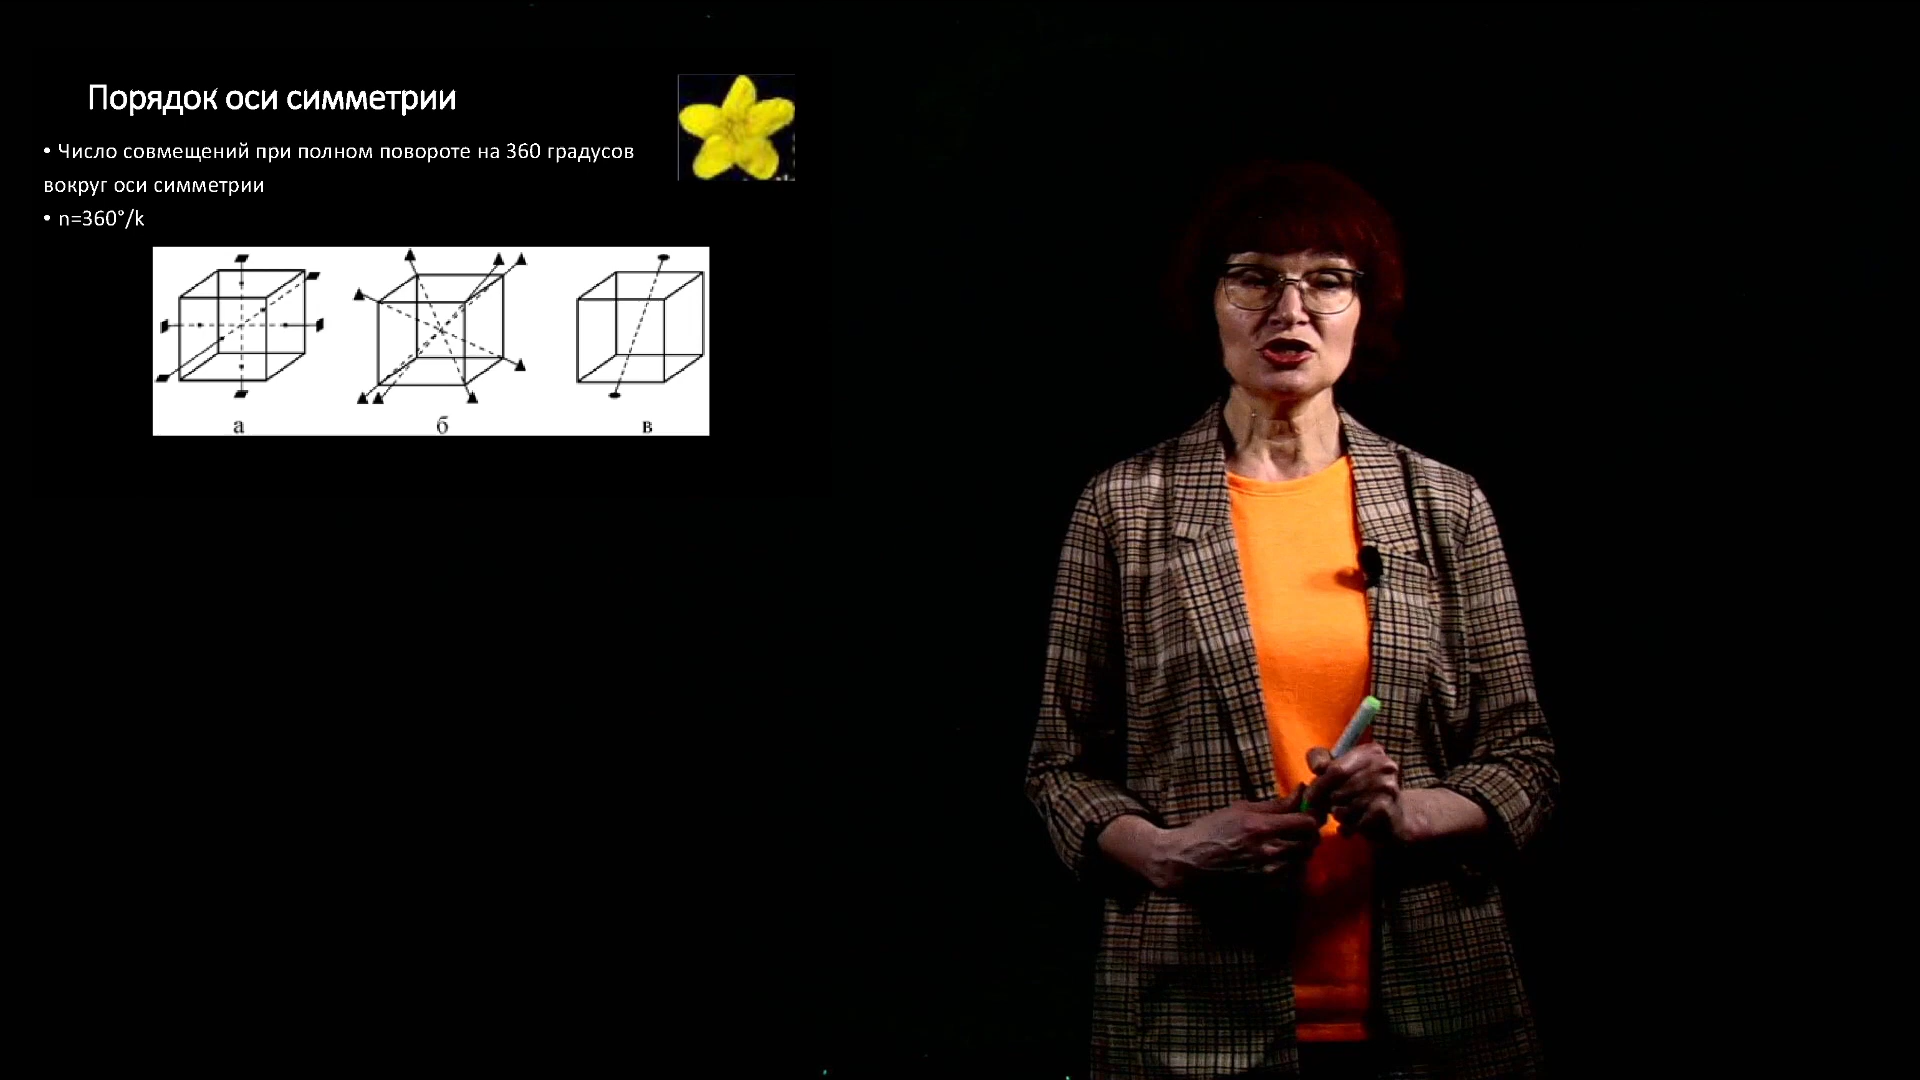 Порядок оси симметрии
• Число совмещений при полном повороте на 360 градусов
вокруг оси симметрии
• n=360°/k
а б в